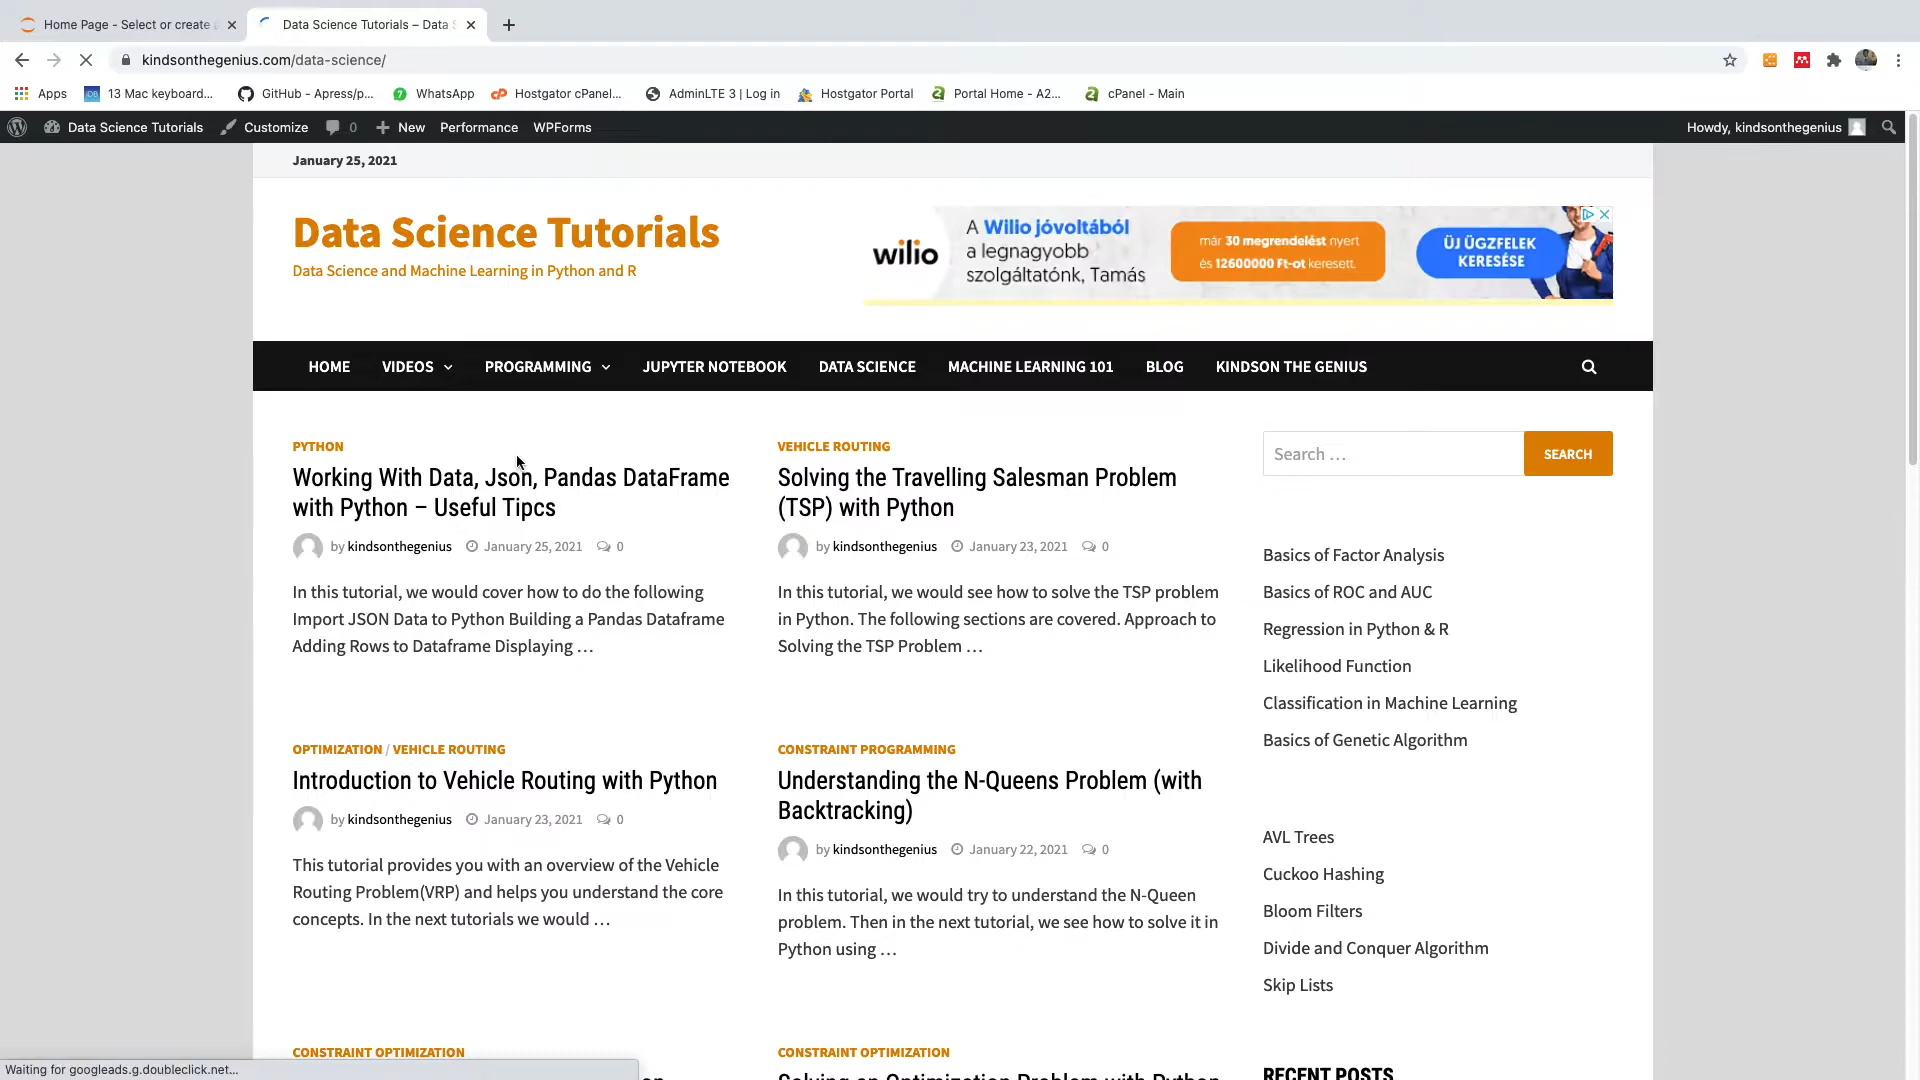 Home Page - Select or create
Data Science Tutorials – Data S
kindsonthegenius.com/data-science/
Apps
13 Mac keyboard...
GitHub - Apress/p...
WhatsApp
Hostgator cPanel...
AdminLTE 3 | Log in
Hostgator Portal
Portal Home - A2...
cPanel - Main
Data Science Tutorials
Customize
0
New
Performance
WPForms
Howdy, kindsonthegenius
January 25, 2021
Data Science Tutorials
Data Science and Machine Learning in Python and R
wilio
A Wilio jóvoltából
a legnagyobb
szolgáltatónk, Tamás
már 30 megrendelést nyert
és 12600000 Ft-ot keresett.
ÚJ ÜGYFELEK
KERESÉSE
HOME
VIDEOS
PROGRAMMING
JUPYTER NOTEBOOK
DATA SCIENCE
MACHINE LEARNING 101
BLOG
KINDSON THE GENIUS
PYTHON
Working With Data, Json, Pandas DataFrame
with Python – Useful Tipcs
by kindsonthegenius January 25, 2021 0
In this tutorial, we would cover how to do the following
Import JSON Data to Python Building a Pandas Dataframe
Adding Rows to Dataframe Displaying …
VEHICLE ROUTING
Solving the Travelling Salesman Problem
(TSP) with Python
by kindsonthegenius January 23, 2021 0
In this tutorial, we would see how to solve the TSP problem
in Python. The following sections are covered. Approach to
Solving the TSP Problem …
OPTIMIZATION / VEHICLE ROUTING
Introduction to Vehicle Routing with Python
by kindsonthegenius January 23, 2021 0
This tutorial provides you with an overview of the Vehicle
Routing Problem(VRP) and helps you understand the core
concepts. In the next tutorials we would …
CONSTRAINT PROGRAMMING
Understanding the N-Queens Problem (with
Backtracking)
by kindsonthegenius January 22, 2021 0
In this tutorial, we would try to understand the N-Queen
problem. Then in the next tutorial, we see how to solve it in
Python using …
CONSTRAINT OPTIMIZATION
CONSTRAINT OPTIMIZATION
Solving an Optimization Problem with Python
Search …
SEARCH
Basics of Factor Analysis
Basics of ROC and AUC
Regression in Python & R
Likelihood Function
Classification in Machine Learning
Basics of Genetic Algorithm
AVL Trees
Cuckoo Hashing
Bloom Filters
Divide and Conquer Algorithm
Skip Lists
RECENT POSTS
Waiting for googleads.g.doubleclick.net...